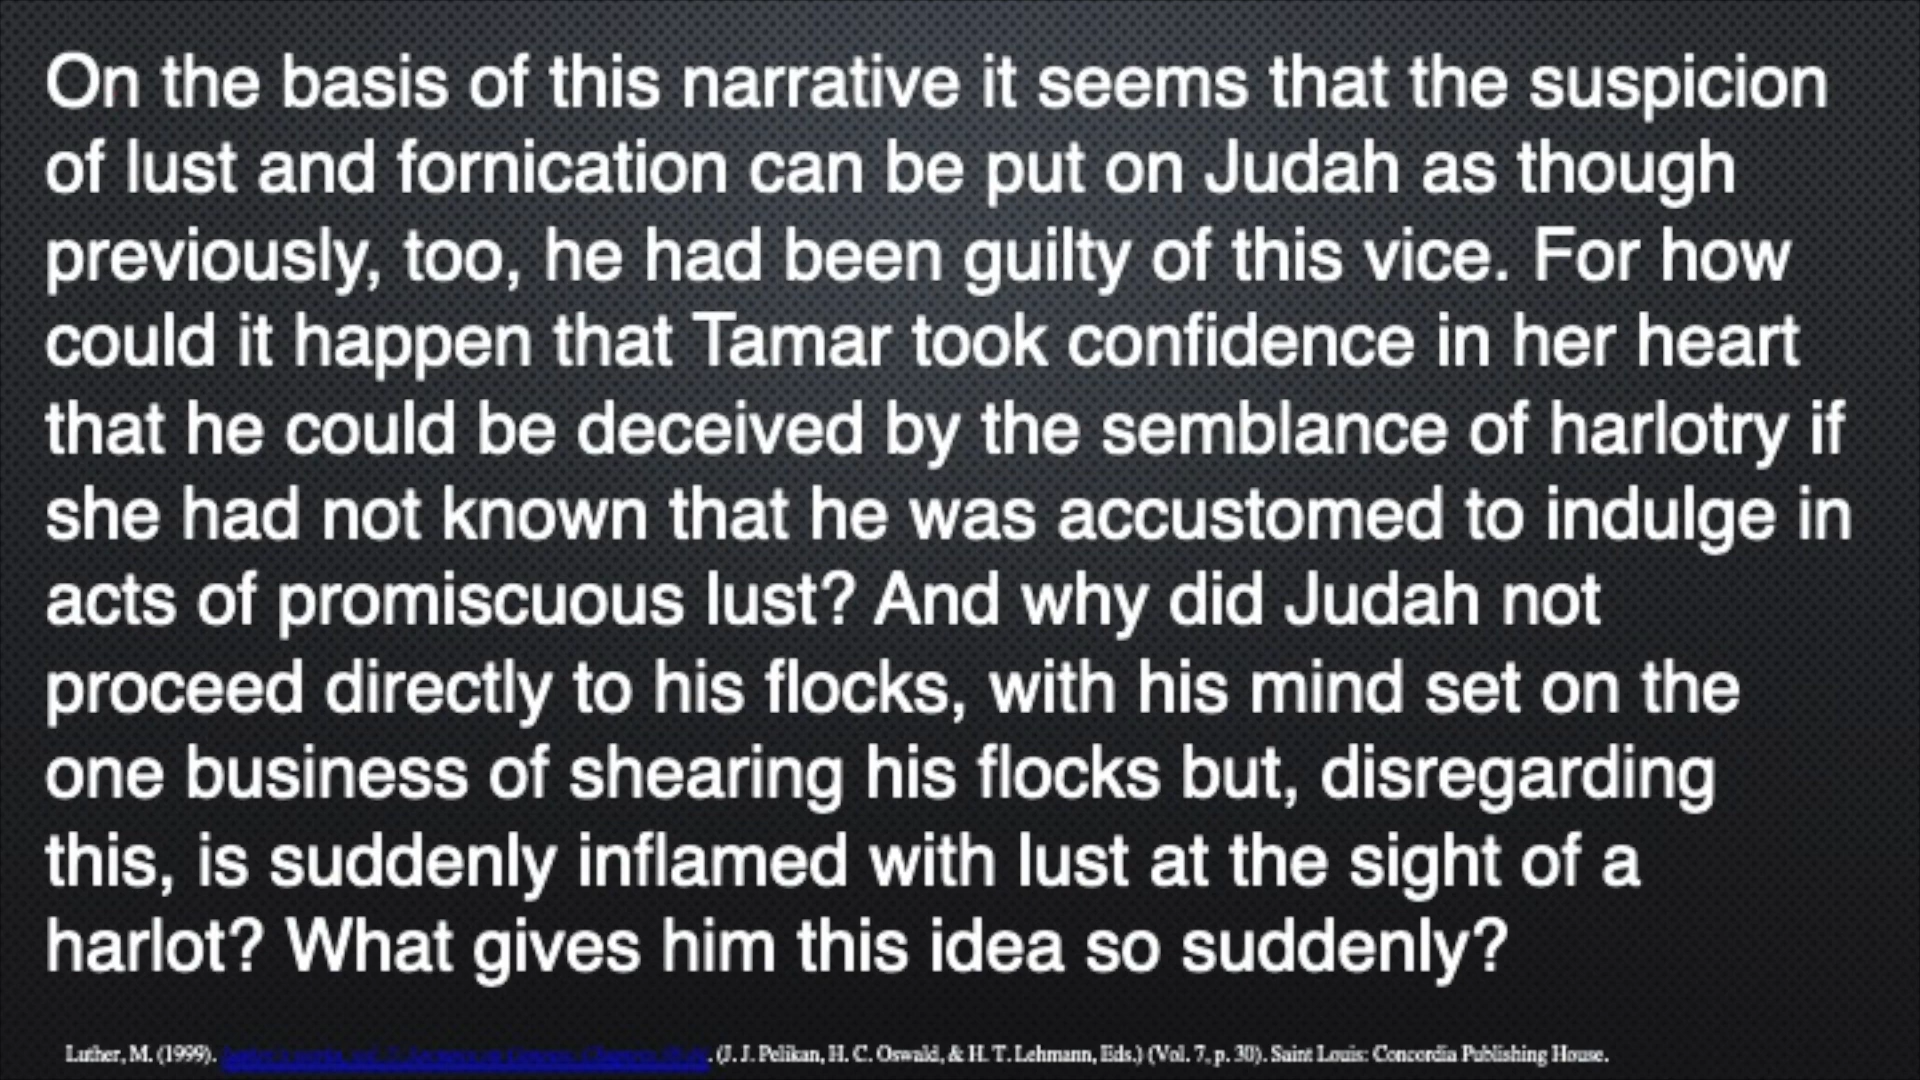 On the basis of this narrative it seems that the suspicion
of lust and fornication can be put on Judah as though
previously, too, he had been guilty of this vice. For how
could it happen that Tamar took confidence in her heart
that he could be deceived by the semblance of harlotry if
she had not known that he was accustomed to indulge in
acts of promiscuous lust? And why did Judah not
proceed directly to his flocks, with his mind set on the
one business of shearing his flocks but, disregarding
this, is suddenly inflamed with lust at the sight of a
harlot? What gives him this idea so suddenly?
Luther, M. (1999). . (J. J. Pelikan, H. C. Oswald, & H. T. Lehmann, Eds.) (Vol. 7, p. 30). Saint Louis: Concordia Publishing House.